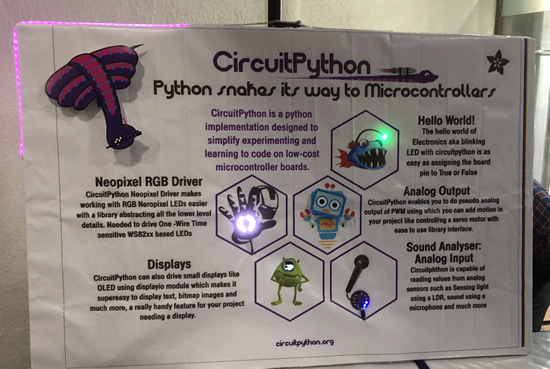 CircuitPython
Python snakes its way to Microcontrollers
CircuitPython is a python
implementation designed to
simplify experimenting and
learning to code on low-cost
microcontroller boards.
Hello World!
The hello world of
Electronics aka blinking
LED with circuitpython is as
easy as assigning the board
pin to True or False
Neopixel RGB Driver
CircuitPython Neopixel Driver makes
working with RGB Neropixel LEDs easier
with a library abstracting all the lower level
details. Needed to drive One -Wire Time
sensitive WS82xx based LEDs
Analog Output
CircuitPython enables you to do pseudo analog
output of PWM using which you can add motion in
your project like controlling a servo motor with
ease to use library interface.
Displays
CircuitPython can also drive small displays like
OLED using displayio module which makes it
supereasy to display text, bitmap images and
much more, a really handy feature for your project
needing a display.
Sound Analyser:
Analog Input
Circuitphthon is capable of
reading values from analog
sensors such as Sensing light
using a LDR, sound using a
microphone and much more
circuitpython.org